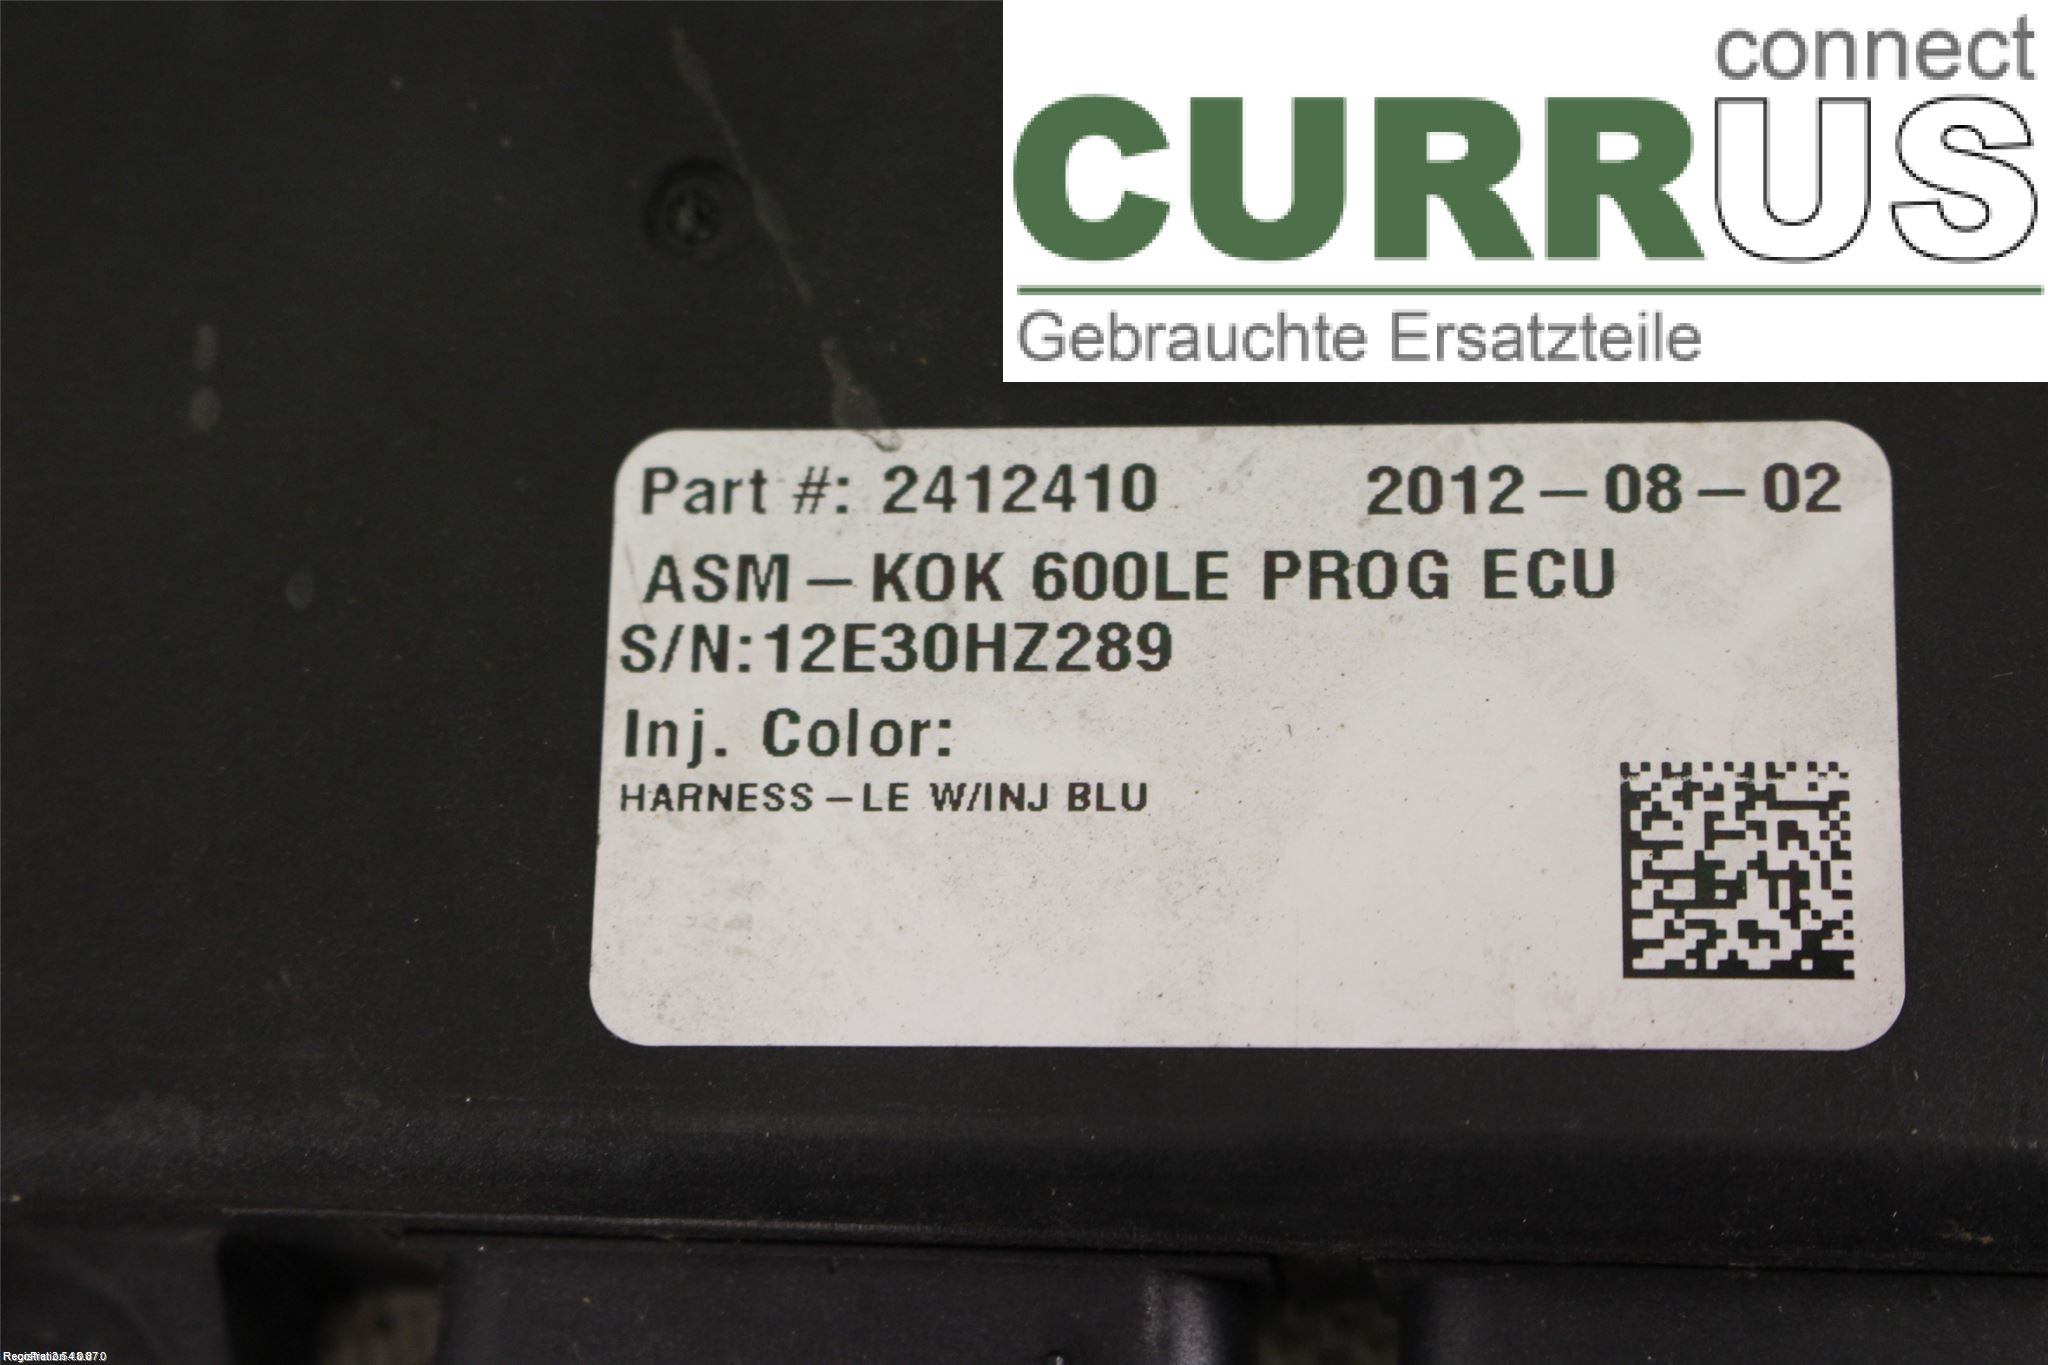 connect
CURRUS
Gebrauchte Ersatzteile
Part #: 2412410 2012-08-02
ASM-KOK 600LE PROG ECU
S/N:12E30HZ289
Inj. Color:
HARNESS-LE W/INJ BLU